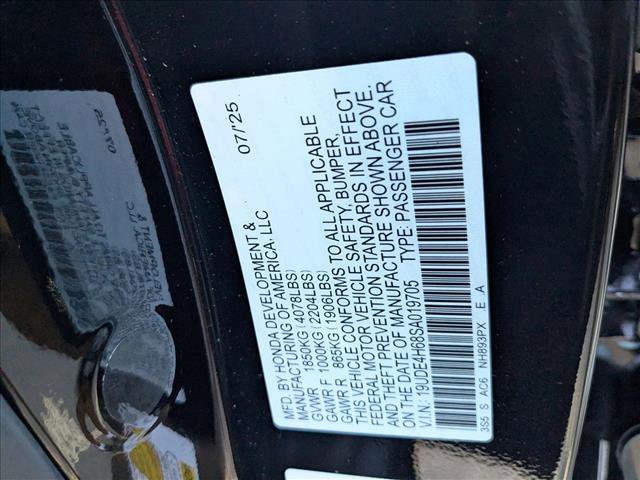 MFD. BY HONDA DEVELOPMENT & 07/'25
MANUFACTURING OF AMERICA, LLC
GVWR 1850KG (4078LBS)
GAWR F 1000KG (2204LBS)
GAWR R 865KG (1906LBS)
THIS VEHICLE CONFORMS TO ALL APPLICABLE
FEDERAL MOTOR VEHICLE SAFETY, BUMPER,
AND THEFT PREVENTION STANDARDS IN EFFECT
ON THE DATE OF MANUFACTURE SHOWN ABOVE.
V.I.N.: 19UDE4H68SA019705 TYPE: PASSENGER CAR
3S5 S AC6 NH893PX E A